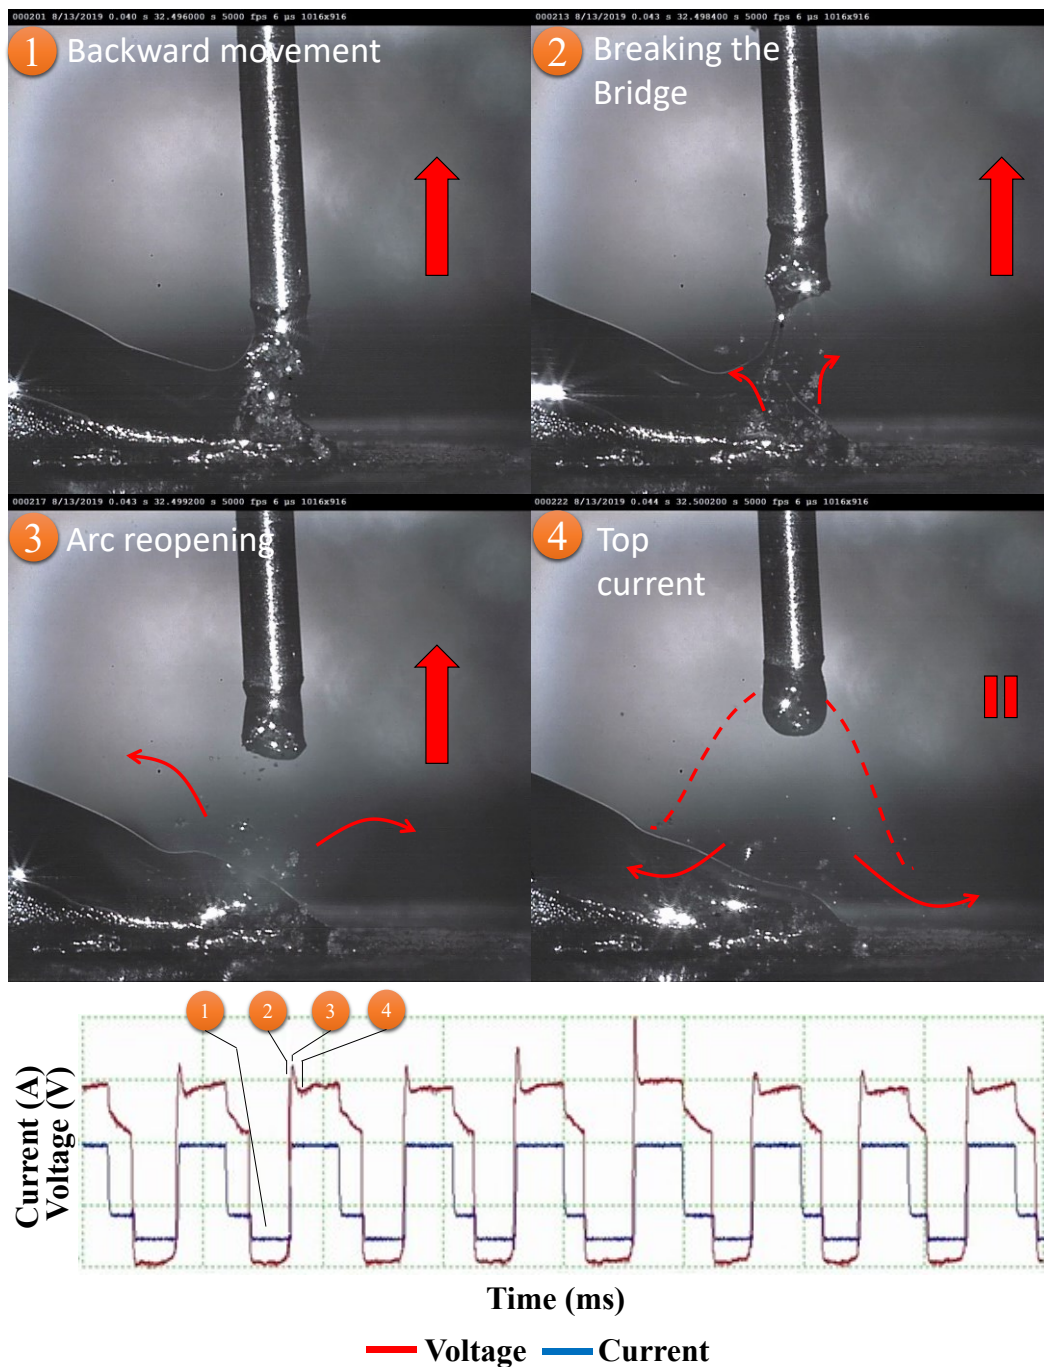 000201 8/13/2019 0.040 s 32.496000 s 5000 fps 6 µs 1016x916
1 Backward movement
000213 8/13/2019 0.043 s 32.498400 s 5000 fps 6 µs 1016x916
2 Breaking the
Bridge
000217 8/13/2019 0.043 s 32.499200 s 5000 fps 6 µs 1016x916
3 Arc reopening
000222 8/13/2019 0.044 s 32.500200 s 5000 fps 6 µs 1016x916
4 Top
current
1 2 3 4
Current (A)
Voltage (V)
Time (ms)
Voltage Current